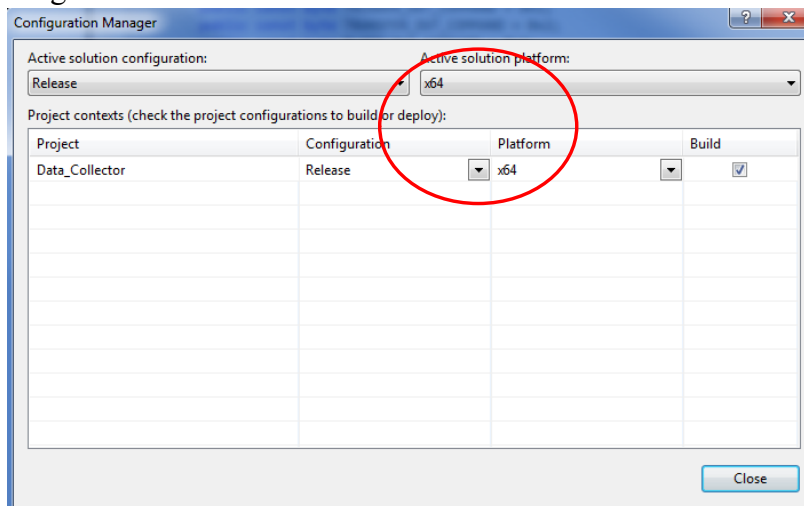 Configuration Manager
Active solution configuration: Active solution platform:
Release x64
Project contexts (check the project configurations to build or deploy):
Project Configuration Platform Build
Data_Collector Release x64
Close